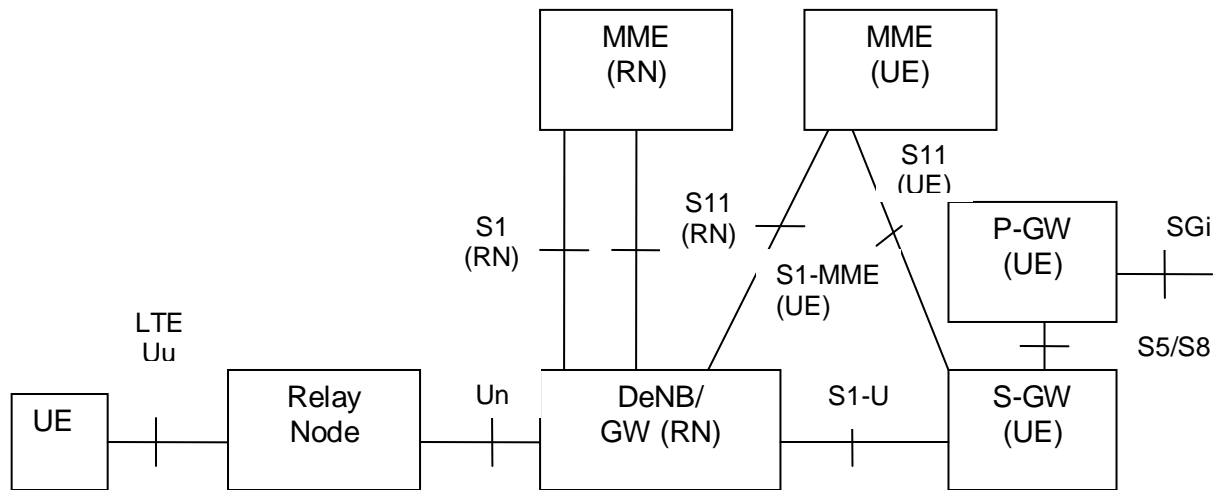 MME
(RN)
MME
(UE)
S11
(UE)
S1
(RN)
S11
(RN)
S1-MME
(UE)
P-GW
(UE)
SGi
LTE
Uu
S5/S8
UE
Relay
Node
Un
DeNB/
GW (RN)
S1-U
S-GW
(UE)